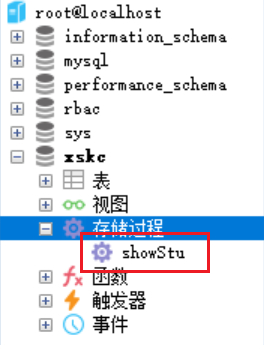 root@localhost
information_schema
mysql
performance_schema
rbac
sys
xskc
表
视图
存储过程
showStu
函数
触发器
事件